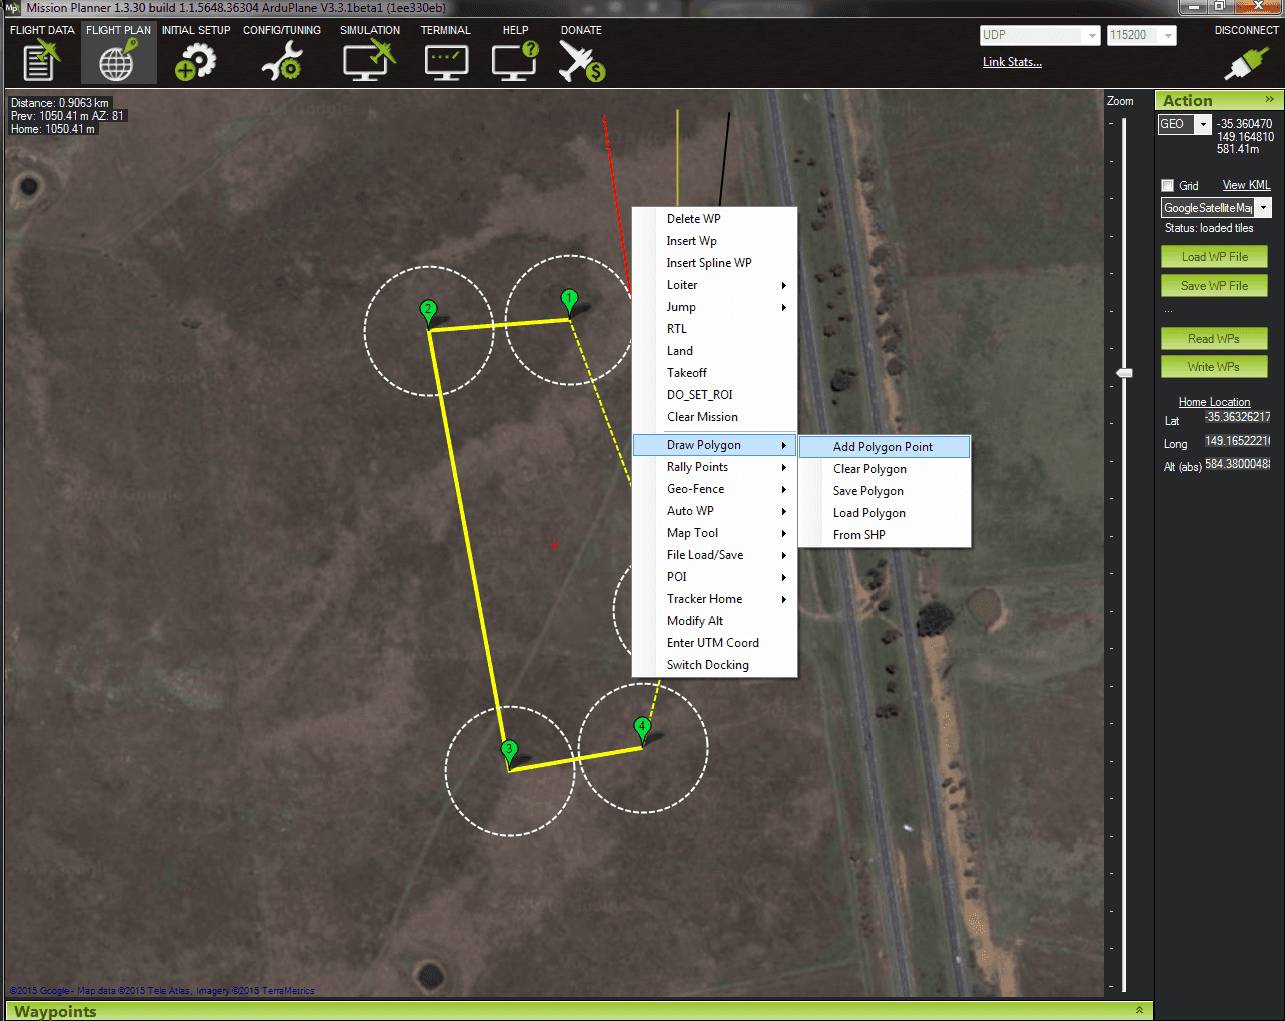 Mp Mission Planner 1.3.30 build 1.1.5648.36304 ArduPlane V3.3.1beta1 (1ee330eb)
FLIGHT DATA FLIGHT PLAN INITIAL SETUP CONFIG/TUNING SIMULATION TERMINAL HELP DONATE
UDP 115200 DISCONNECT
Link Stats...
Distance: 0.9063 km
Prev: 1050.41 m AZ: 81
Home: 1050.41 m
Zoom
Action
GEO
-35.360470
149.164810
581.41m
Grid View KML
GoogleSatelliteMap
Status: loaded tiles
Load WP File
Save WP File
...
Read WPs
Write WPs
Home Location
Lat -35.36326217
Long 149.16522216
Alt (abs) 584.3800048
2
1
3
4
Delete WP
Insert Wp
Insert Spline WP
Loiter
Jump
RTL
Land
Takeoff
DO_SET_ROI
Clear Mission
Draw Polygon
Rally Points
Geo-Fence
Auto WP
Map Tool
File Load/Save
POI
Tracker Home
Modify Alt
Enter UTM Coord
Switch Docking
Add Polygon Point
Clear Polygon
Save Polygon
Load Polygon
From SHP
©2015 Google - Map data ©2015 Tele Atlas, Imagery ©2015 TerraMetrics
Waypoints